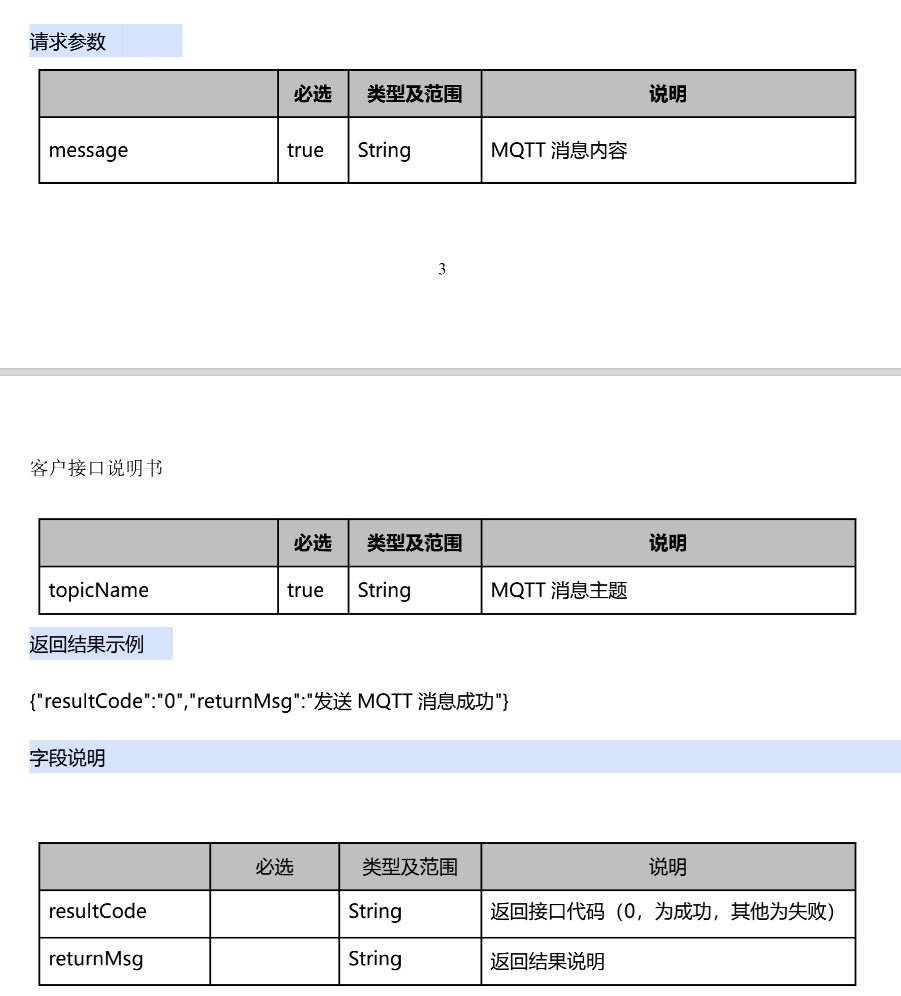 请求参数
必选 类型及范围 说明
message true String MQTT 消息内容
3
客户接口说明书
必选 类型及范围 说明
topicName true String MQTT 消息主题
返回结果示例
{"resultCode":"0","returnMsg":"发送 MQTT 消息成功"}
字段说明
必选 类型及范围 说明
resultCode String 返回接口代码（0，为成功，其他为失败）
returnMsg String 返回结果说明